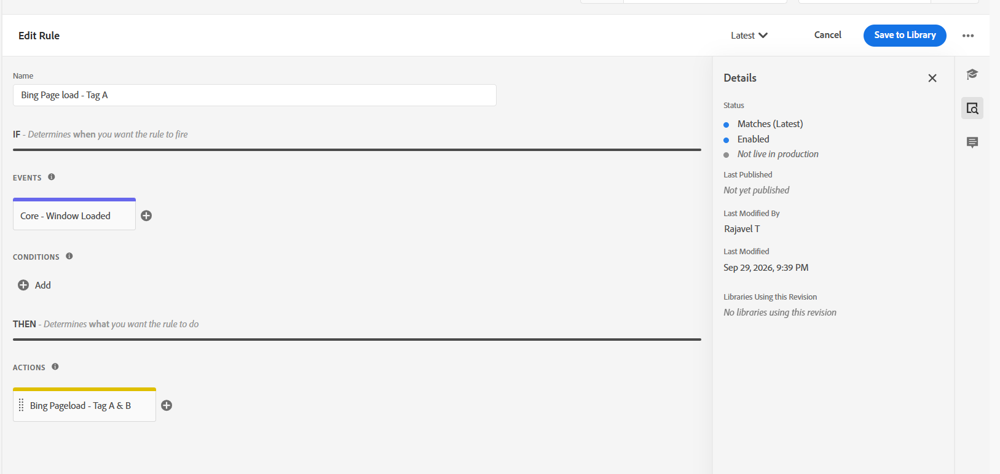 Edit Rule
Latest
Cancel
Save to Library
Name
Bing Page load - Tag A
IF - Determines when you want the rule to fire
EVENTS
Core - Window Loaded
CONDITIONS
Add
THEN - Determines what you want the rule to do
ACTIONS
Bing Pageload - Tag A & B
Details
Status
Matches (Latest)
Enabled
Not live in production
Last Published
Not yet published
Last Modified By
Rajavel T
Last Modified
Sep 29, 2026, 9:39 PM
Libraries Using this Revision
No libraries using this revision